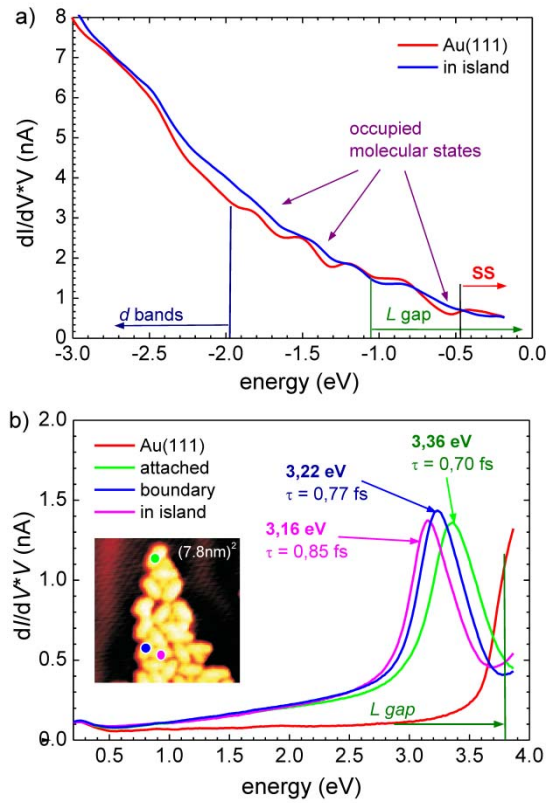 a)
8
7
6
5
4
3
2
1
0
dI/dV*V (nA)
Au(111)
in island
occupied
molecular states
SS
d bands
L gap
-3.0 -2.5 -2.0 -1.5 -1.0 -0.5 0.0
energy (eV)
b)
2.0
1.5
1.0
0.5
0
dI/dV*V (nA)
Au(111)
attached
boundary
in island
3,36 eV
τ = 0,70 fs
3,22 eV
τ = 0,77 fs
3,16 eV
τ = 0,85 fs
(7.8nm)²
L gap
0.5 1.0 1.5 2.0 2.5 3.0 3.5 4.0
energy (eV)